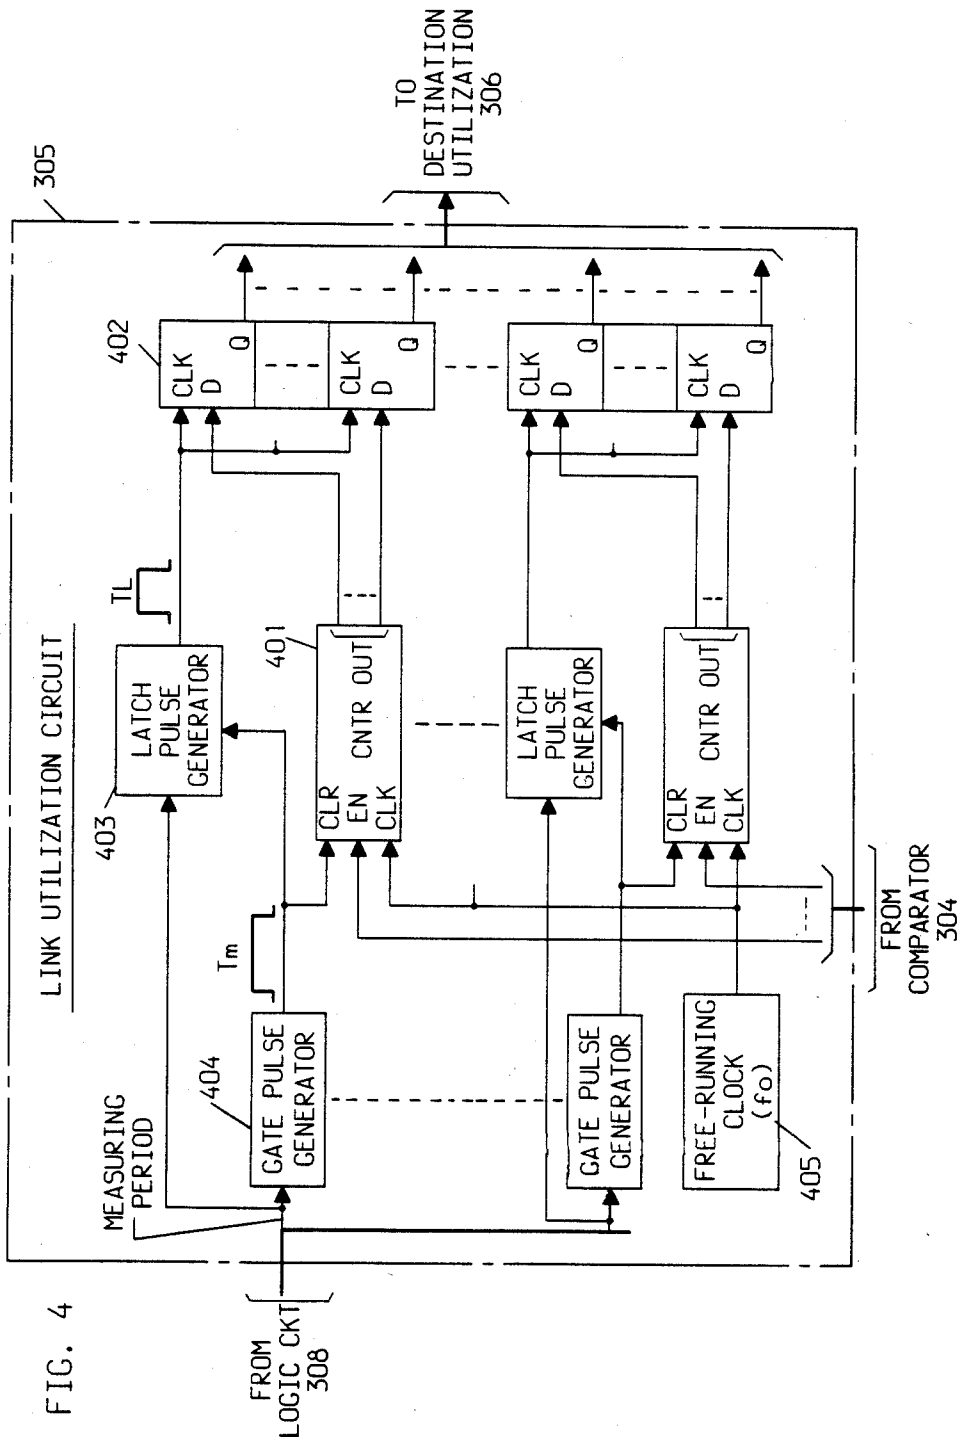 FIG. 4
LINK UTILIZATION CIRCUIT
305
FROM
LOGIC CKT
308
MEASURING
PERIOD
404
GATE PULSE
GENERATOR
Tm
403
LATCH
PULSE
GENERATOR
TL
401
CLR
EN
CLK
CNTR OUT
402
CLK
D
Q
CLK
D
Q
TO
DESTINATION
UTILIZATION
306
GATE PULSE
GENERATOR
LATCH
PULSE
GENERATOR
CLR
EN
CLK
CNTR OUT
CLK
D
Q
CLK
D
Q
FREE-RUNNING
CLOCK
(fo)
405
FROM
COMPARATOR
304